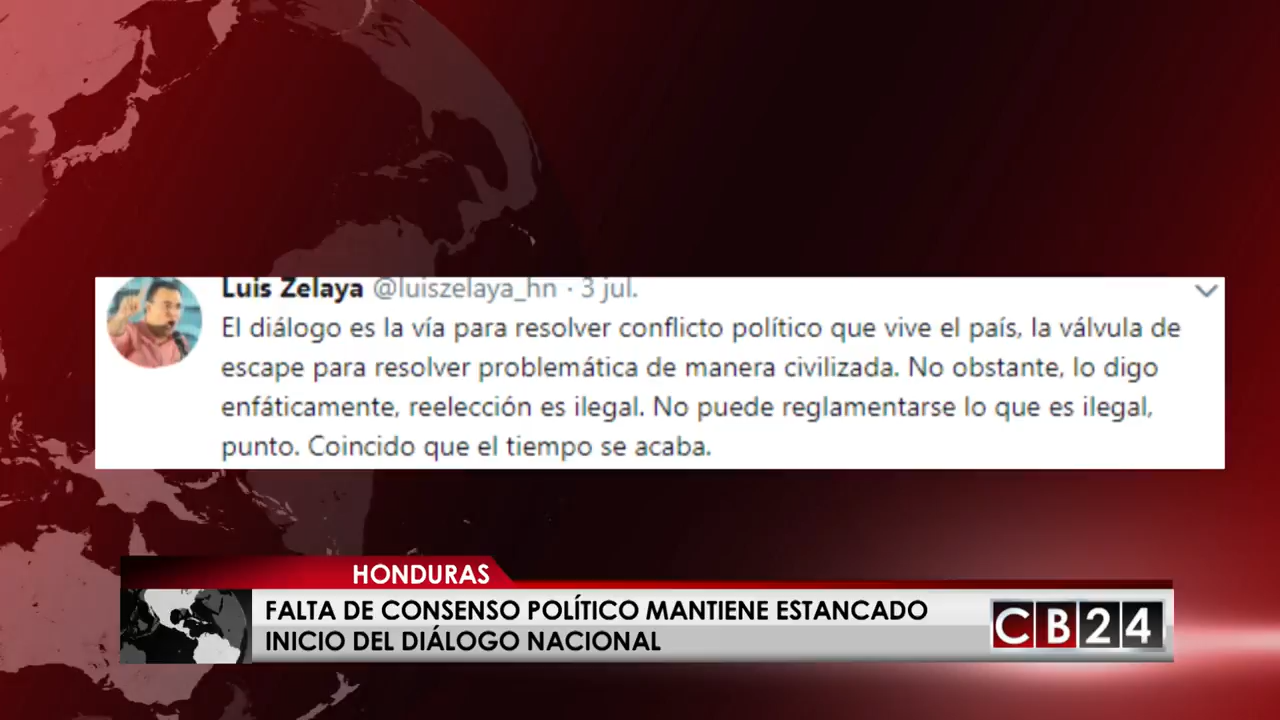 Luis Zelaya @luiszelaya_hn · 3 jul.
El diálogo es la vía para resolver conflicto político que vive el país, la válvula de
escape para resolver problemática de manera civilizada. No obstante, lo digo
enfáticamente, reelección es ilegal. No puede reglamentarse lo que es ilegal,
punto. Coincido que el tiempo se acaba.
HONDURAS
FALTA DE CONSENSO POLÍTICO MANTIENE ESTANCADO
INICIO DEL DIÁLOGO NACIONAL
CB24